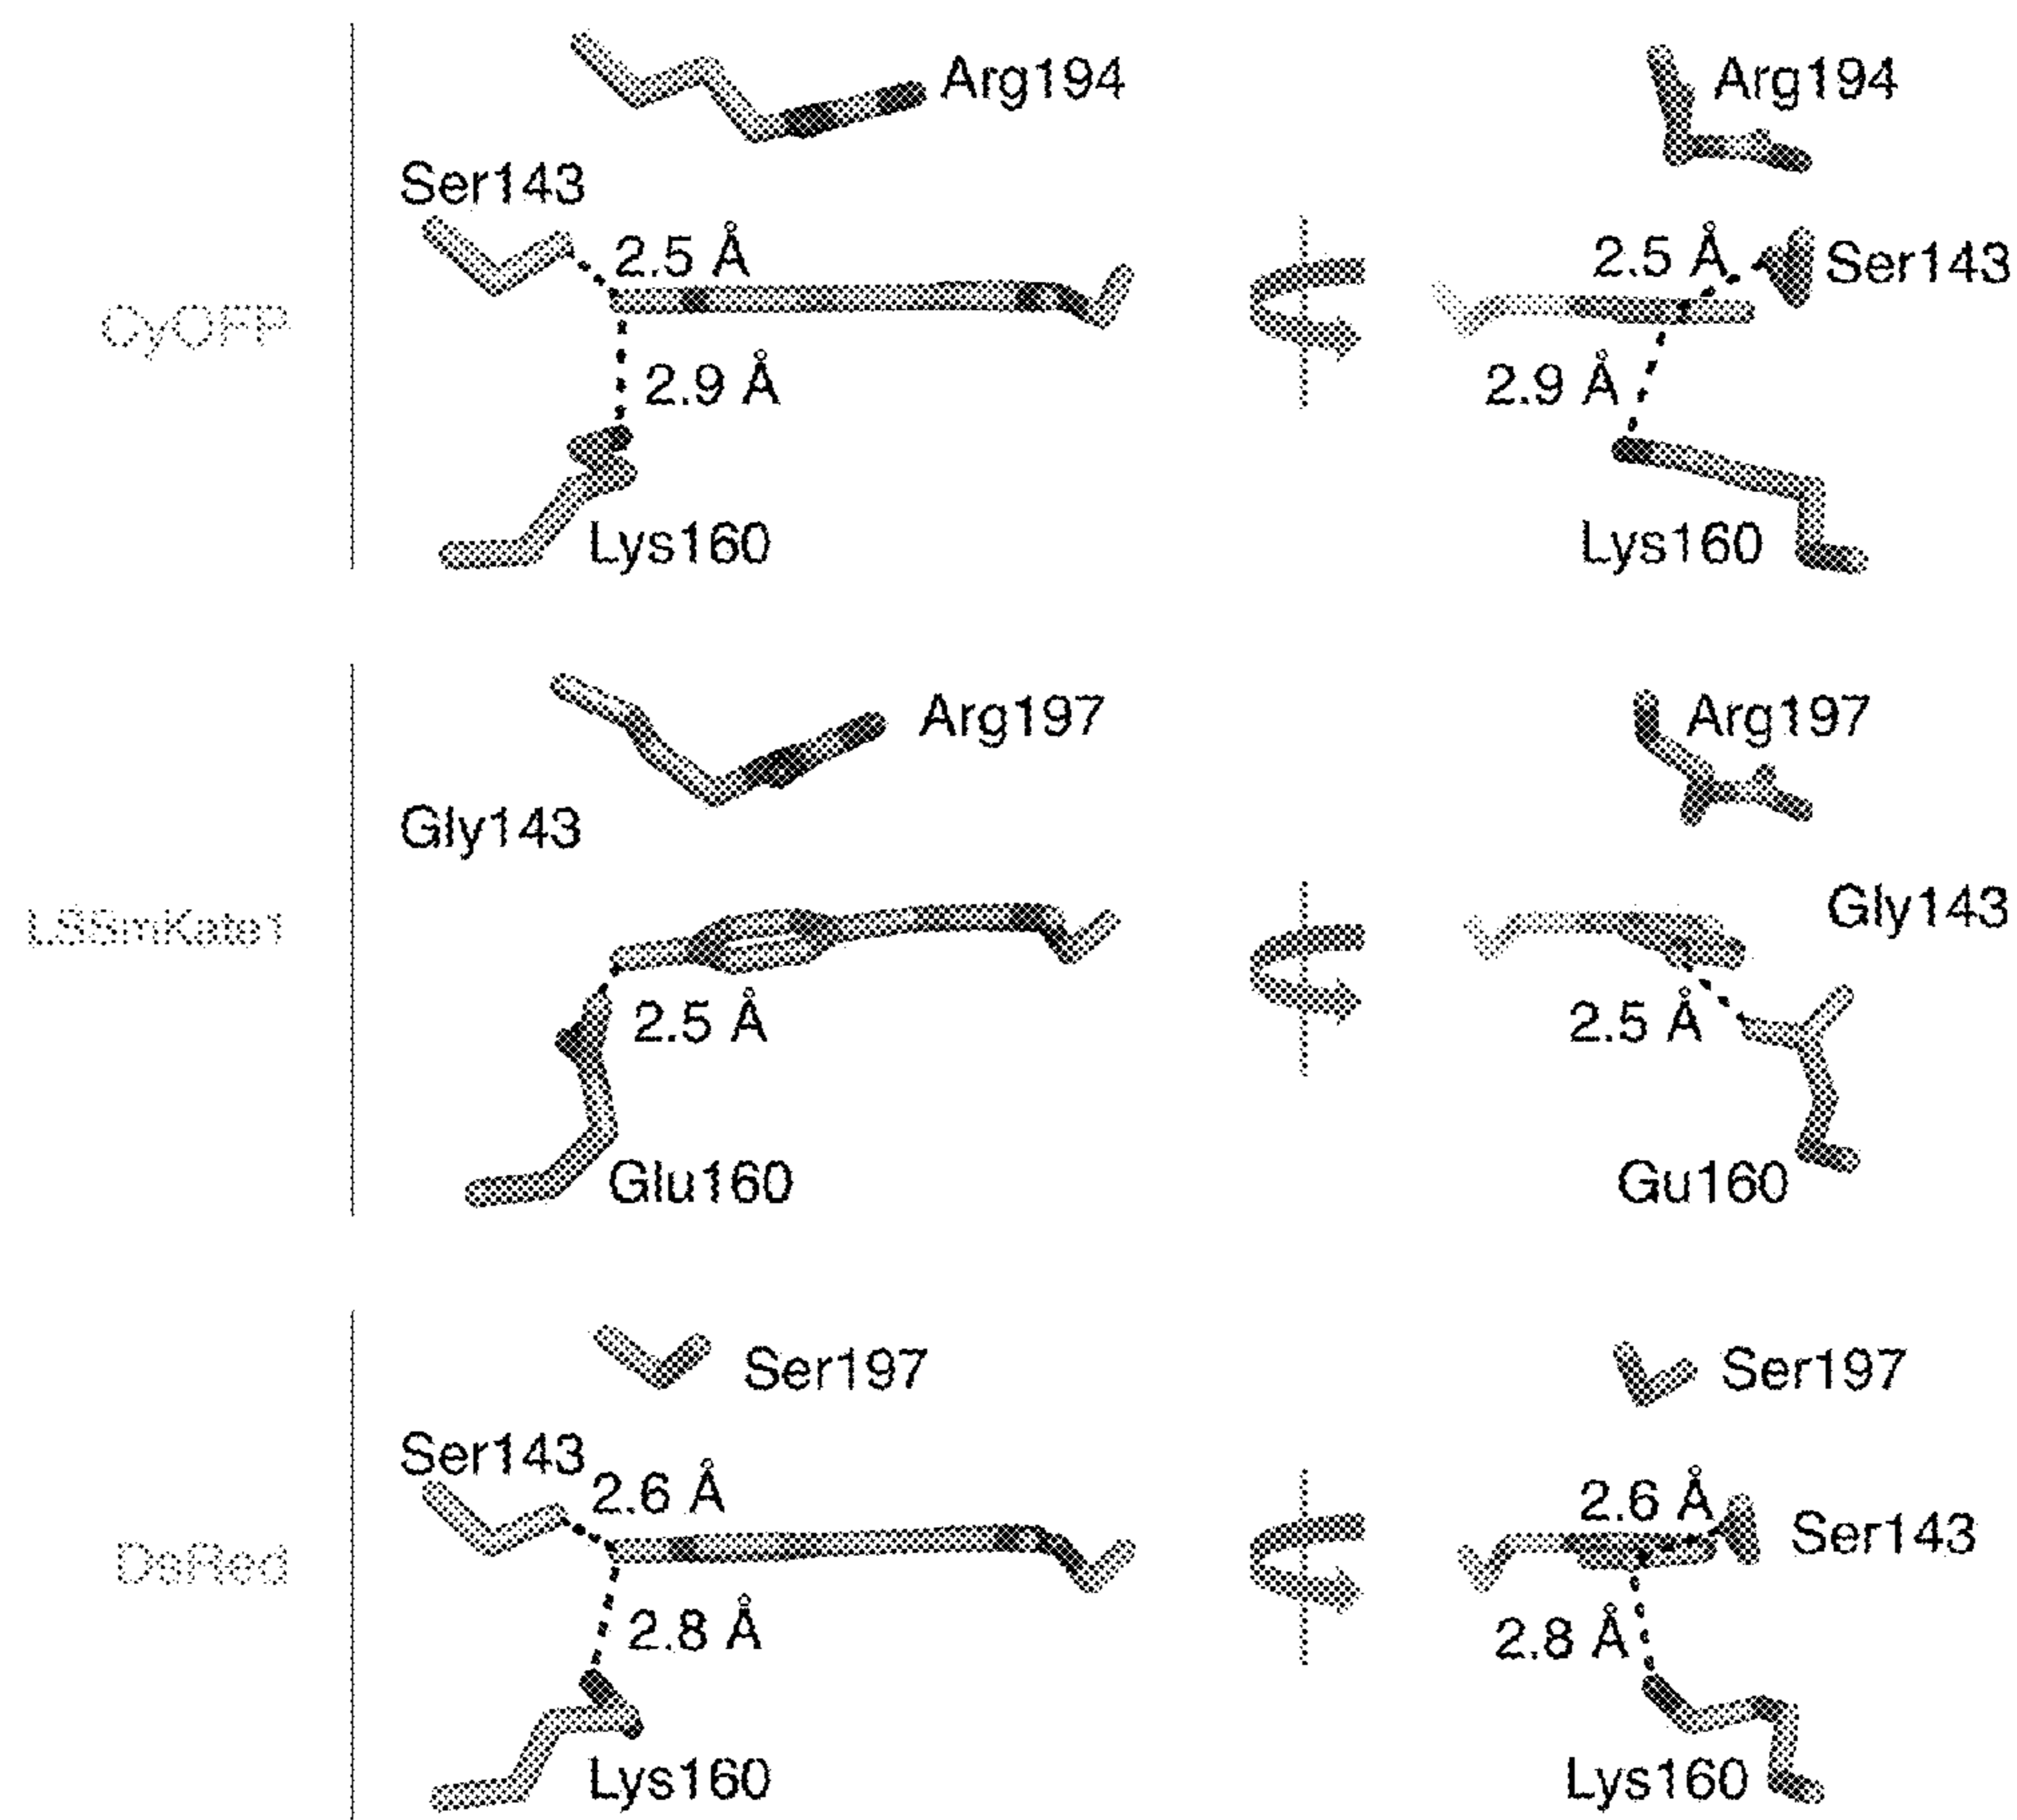 Arg194
Arg194
Ser143
2.5 Å
2.5 Å
Ser143
CyOFP
2.9 Å
2.9 Å
Lys160
Lys160
Arg197
Arg197
Gly143
Gly143
LSSmKate1
2.5 Å
2.5 Å
Glu160
Gu160
Ser197
Ser197
Ser143
2.6 Å
2.6 Å
Ser143
DsRed
2.8 Å
2.8 Å
Lys160
Lys160